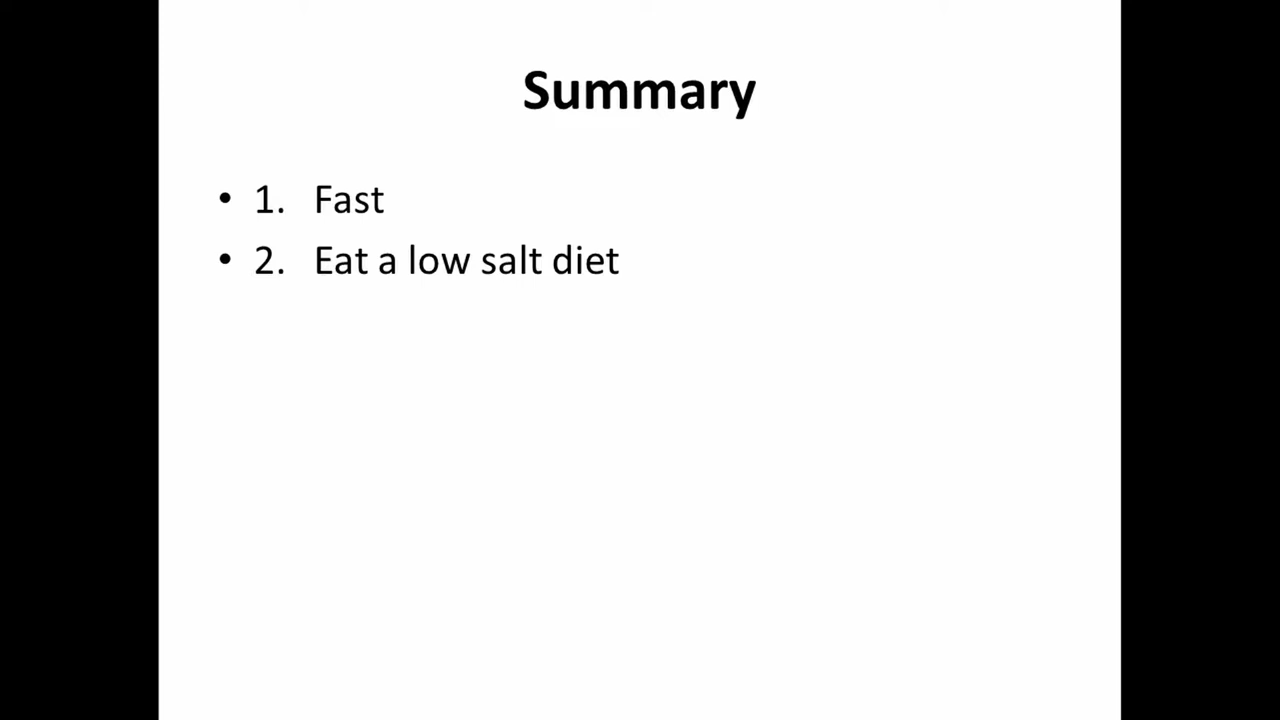 Summary
• 1. Fast
• 2. Eat a low salt diet